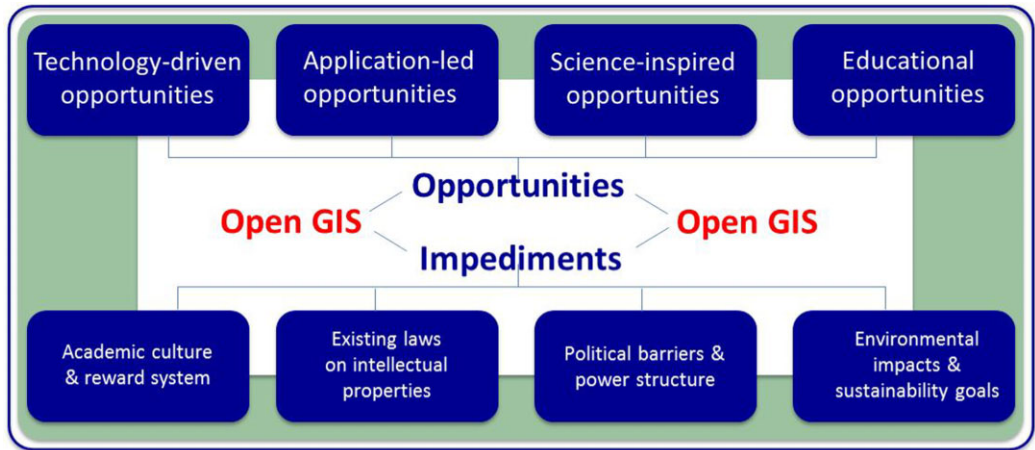 Technology-driven
opportunities
Application-led
opportunities
Science-inspired
opportunities
Educational
opportunities
Opportunities
Open GIS
Open GIS
Impediments
Academic culture
& reward system
Existing laws
on intellectual
properties
Political barriers &
power structure
Environmental
impacts &
sustainability goals